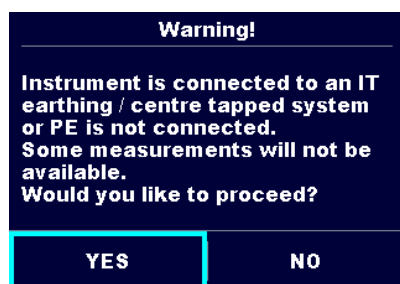 Warning!
Instrument is connected to an IT
earthing / centre tapped system
or PE is not connected.
Some measurements will not be
available.
Would you like to proceed?
YES
NO